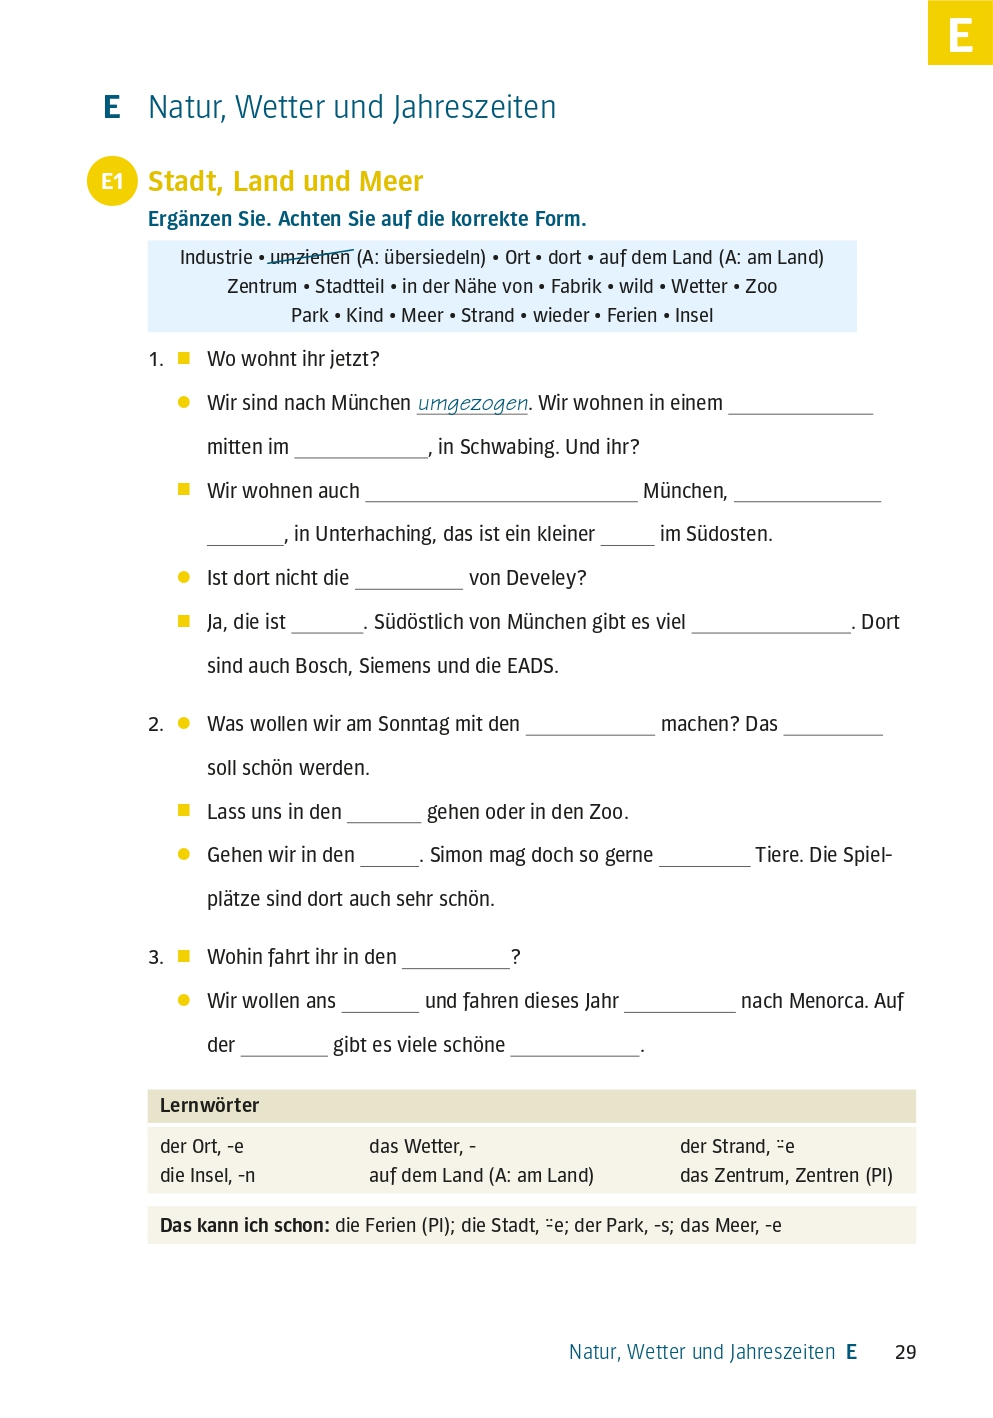 E
E Natur, Wetter und Jahreszeiten
E1 Stadt, Land und Meer
Ergänzen Sie. Achten Sie auf die korrekte Form.
Industrie • umziehen (A: übersiedeln) • Ort • dort • auf dem Land (A: am Land)
Zentrum • Stadtteil • in der Nähe von • Fabrik • wild • Wetter • Zoo
Park • Kind • Meer • Strand • wieder • Ferien • Insel
1. ■ Wo wohnt ihr jetzt?
● Wir sind nach München umgezogen. Wir wohnen in einem ____________
mitten im ____________, in Schwabing. Und ihr?
■ Wir wohnen auch ____________ München, ____________
________, in Unterhaching, das ist ein kleiner _____ im Südosten.
● Ist dort nicht die __________ von Develey?
■ Ja, die ist _______. Südöstlich von München gibt es viel ______________. Dort
sind auch Bosch, Siemens und die EADS.
2. ● Was wollen wir am Sonntag mit den ____________ machen? Das _________
soll schön werden.
■ Lass uns in den _______ gehen oder in den Zoo.
● Gehen wir in den _____. Simon mag doch so gerne ________ Tiere. Die Spiel-
plätze sind dort auch sehr schön.
3. ■ Wohin fahrt ihr in den __________?
● Wir wollen ans _______ und fahren dieses Jahr __________ nach Menorca. Auf
der ________ gibt es viele schöne ____________.
Lernwörter
der Ort, -e das Wetter, - der Strand, ¨-e
die Insel, -n auf dem Land (A: am Land) das Zentrum, Zentren (Pl)
Das kann ich schon: die Ferien (Pl); die Stadt, ¨-e; der Park, -s; das Meer, -e
Natur, Wetter und Jahreszeiten E 29